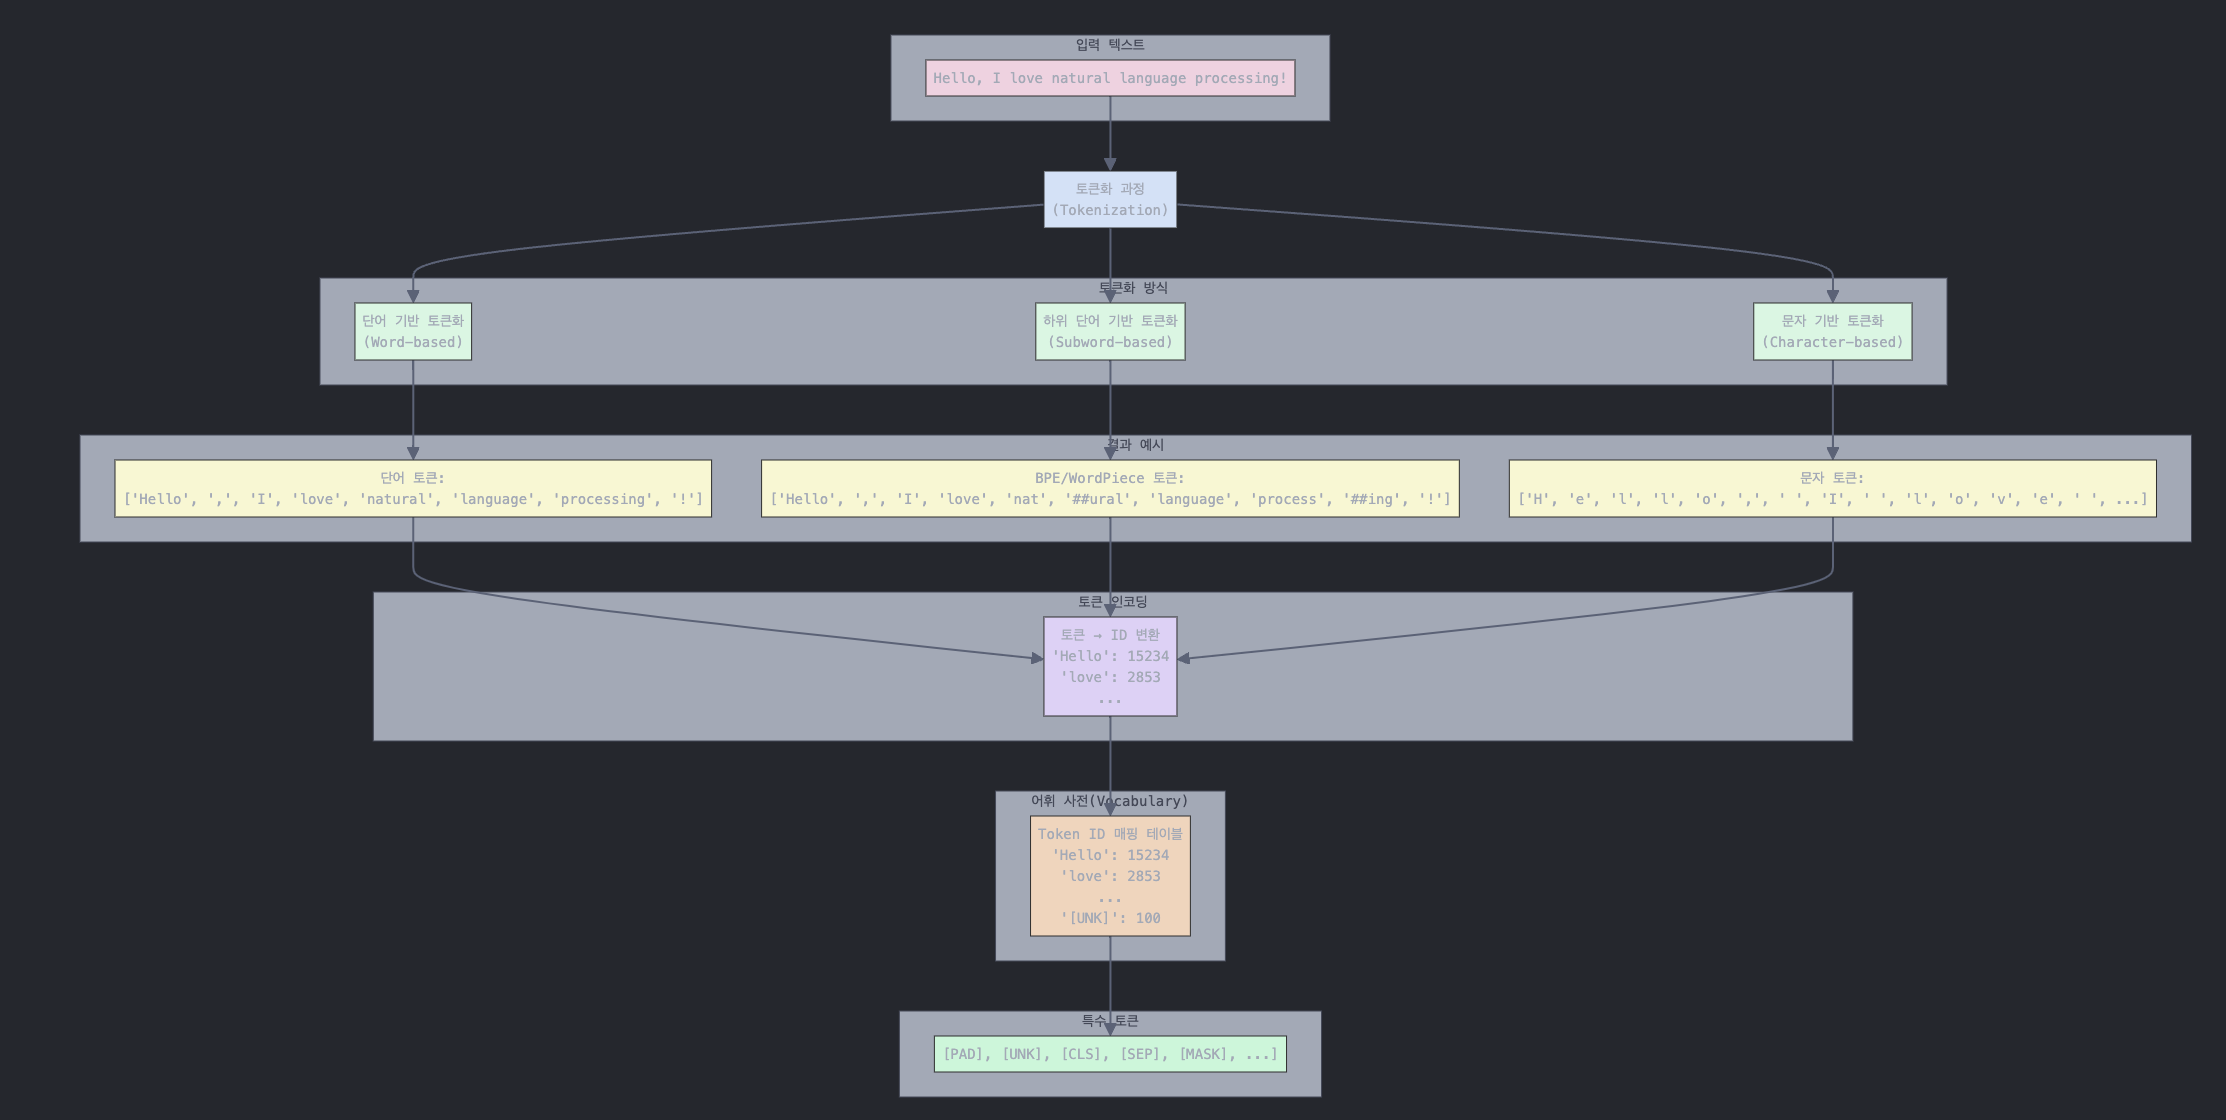 입력 텍스트
Hello, I love natural language processing!
토큰화 과정
(Tokenization)
토큰화 방식
단어 기반 토큰화
(Word-based)
하위 단어 기반 토큰화
(Subword-based)
문자 기반 토큰화
(Character-based)
결과 예시
단어 토큰:
['Hello', ',', 'I', 'love', 'natural', 'language', 'processing', '!']
BPE/WordPiece 토큰:
['Hello', ',', 'I', 'love', 'nat', '##ural', 'language', 'process', '##ing', '!']
문자 토큰:
['H', 'e', 'l', 'l', 'o', ',', ' ', 'I', ' ', 'l', 'o', 'v', 'e', ' ', ...]
토큰 인코딩
토큰 → ID 변환
'Hello': 15234
'love': 2853
...
어휘 사전(Vocabulary)
Token ID 매핑 테이블
'Hello': 15234
'love': 2853
...
'[UNK]': 100
특수 토큰
[PAD], [UNK], [CLS], [SEP], [MASK], ...]